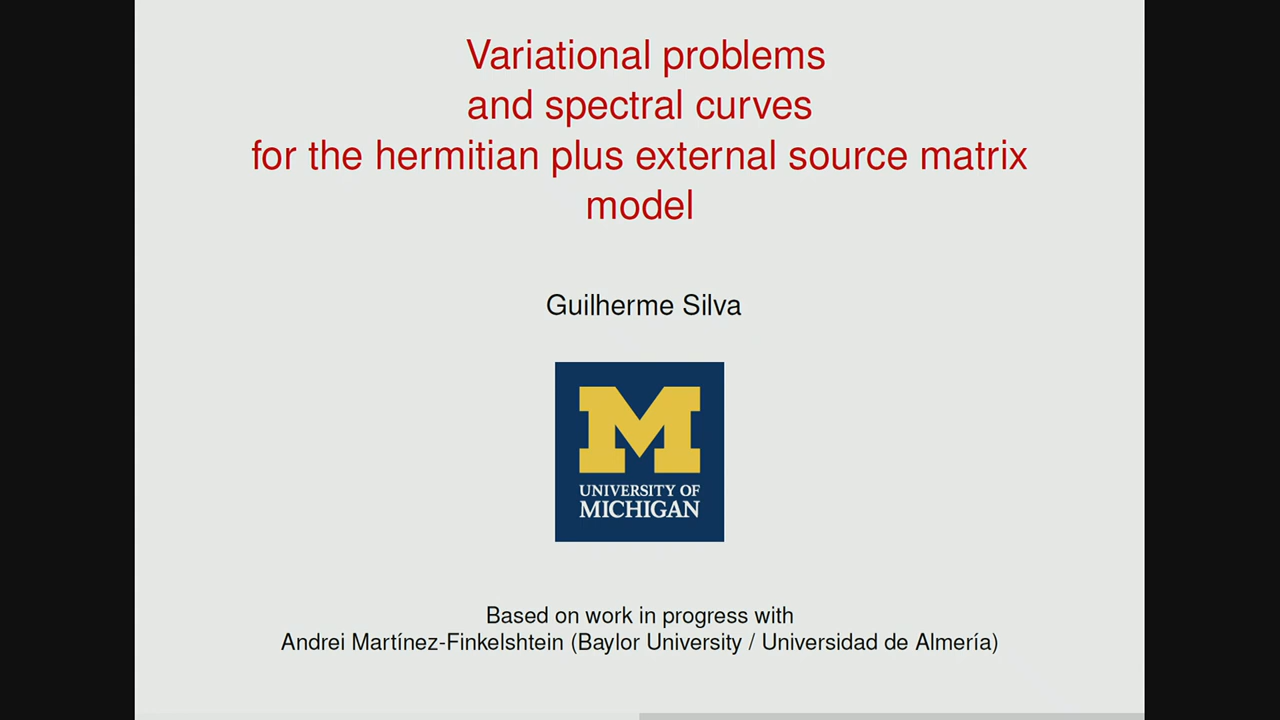 Variational problems
and spectral curves
for the hermitian plus external source matrix
model
Guilherme Silva
M
UNIVERSITY OF
MICHIGAN
Based on work in progress with
Andrei Martínez-Finkelshtein (Baylor University / Universidad de Almería)